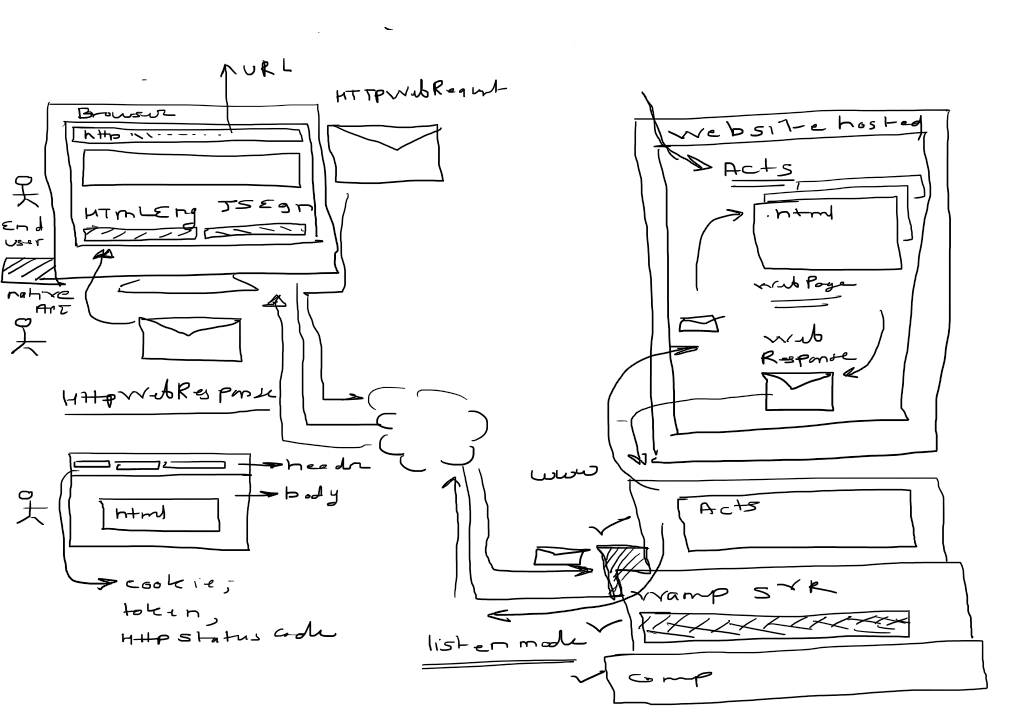 URL
HTTPWebRequest
Browser
http
HTMLEng
JSEgn
End
user
native
API
HttpWebResponse
header
body
html
cookie,
token,
Http status code
www
listen mode
website hosted
Acts
.html
WebPage
Web
Response
Acts
wamp SVR
comp